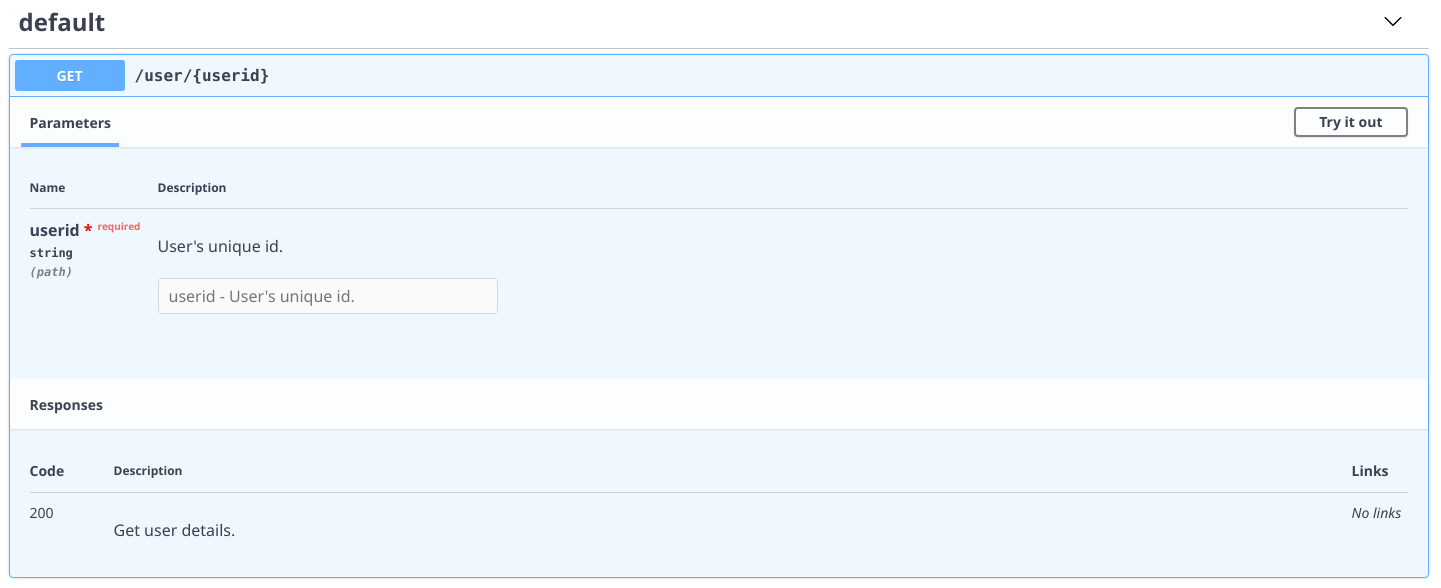 default
GET /user/{userid}
Parameters Try it out
Name Description
userid * required
string
(path)
User's unique id.
userid - User's unique id.
Responses
Code Description Links
200 No links
Get user details.